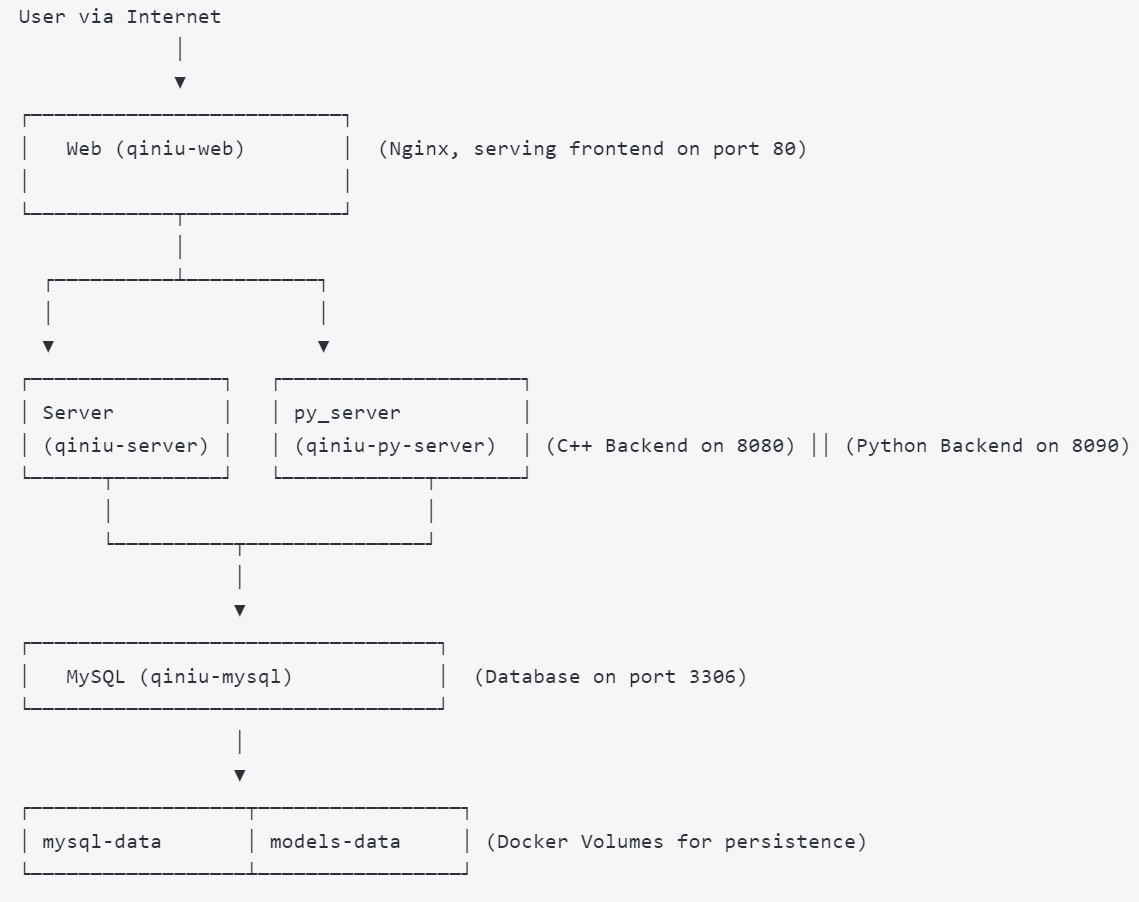 User via Internet
Web (qiniu-web) (Nginx, serving frontend on port 80)
Server py_server
(qiniu-server) (qiniu-py-server) (C++ Backend on 8080) || (Python Backend on 8090)
MySQL (qiniu-mysql) (Database on port 3306)
mysql-data models-data (Docker Volumes for persistence)